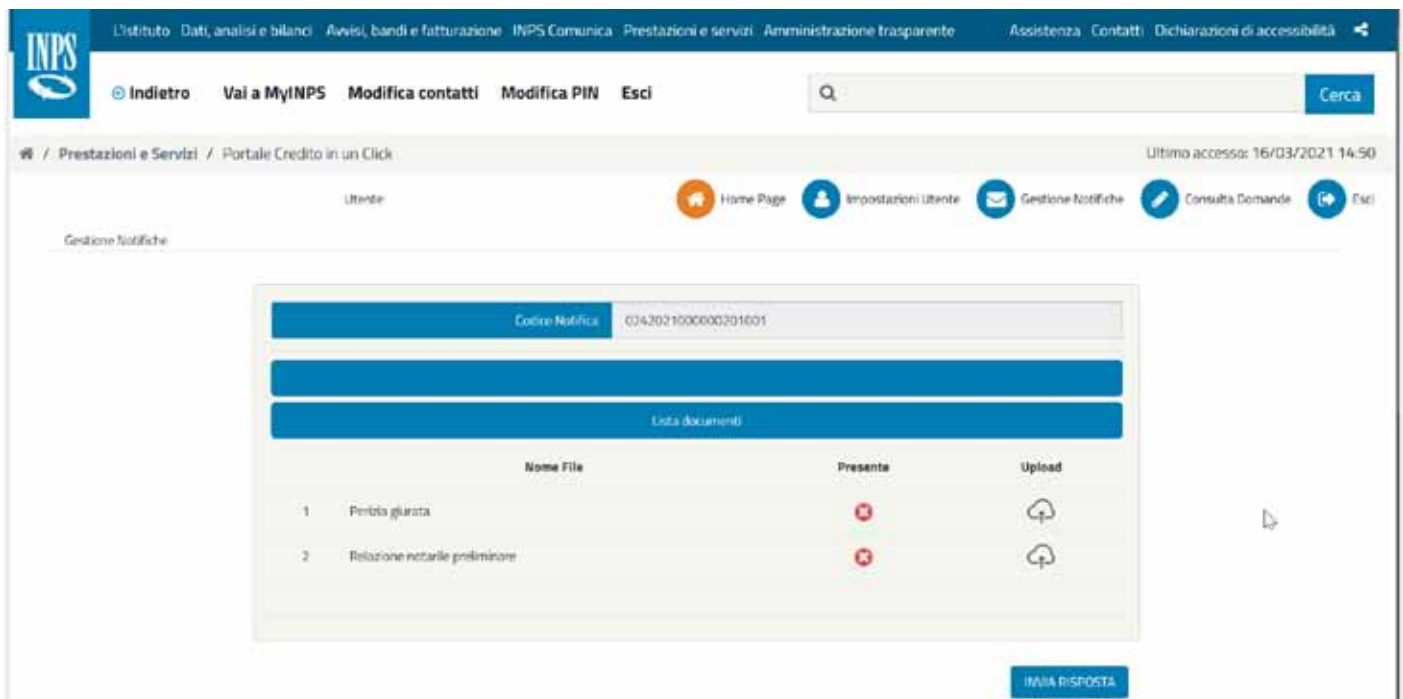 INPS
L'Istituto Dati, analisi e bilanci Avvisi, bandi e fatturazione INPS Comunica Prestazioni e servizi Amministrazione trasparente Assistenza Contatti Dichiarazioni di accessibilità
Indietro Vai a MyINPS Modifica contatti Modifica PIN Esci Cerca
/ Prestazioni e Servizi / Portale Credito in un Click Ultimo accesso: 16/03/2021 14:50
Utente: Home Page Impostazioni Utente Gestione Notifiche Consulta Domande Esci
Gestione Notifiche
Codice Notifica 0242021000000201001
Lista documenti
Nome File Presente Upload
1 Perizia giurata
2 Relazione notarile preliminare
INVIA RISPOSTA